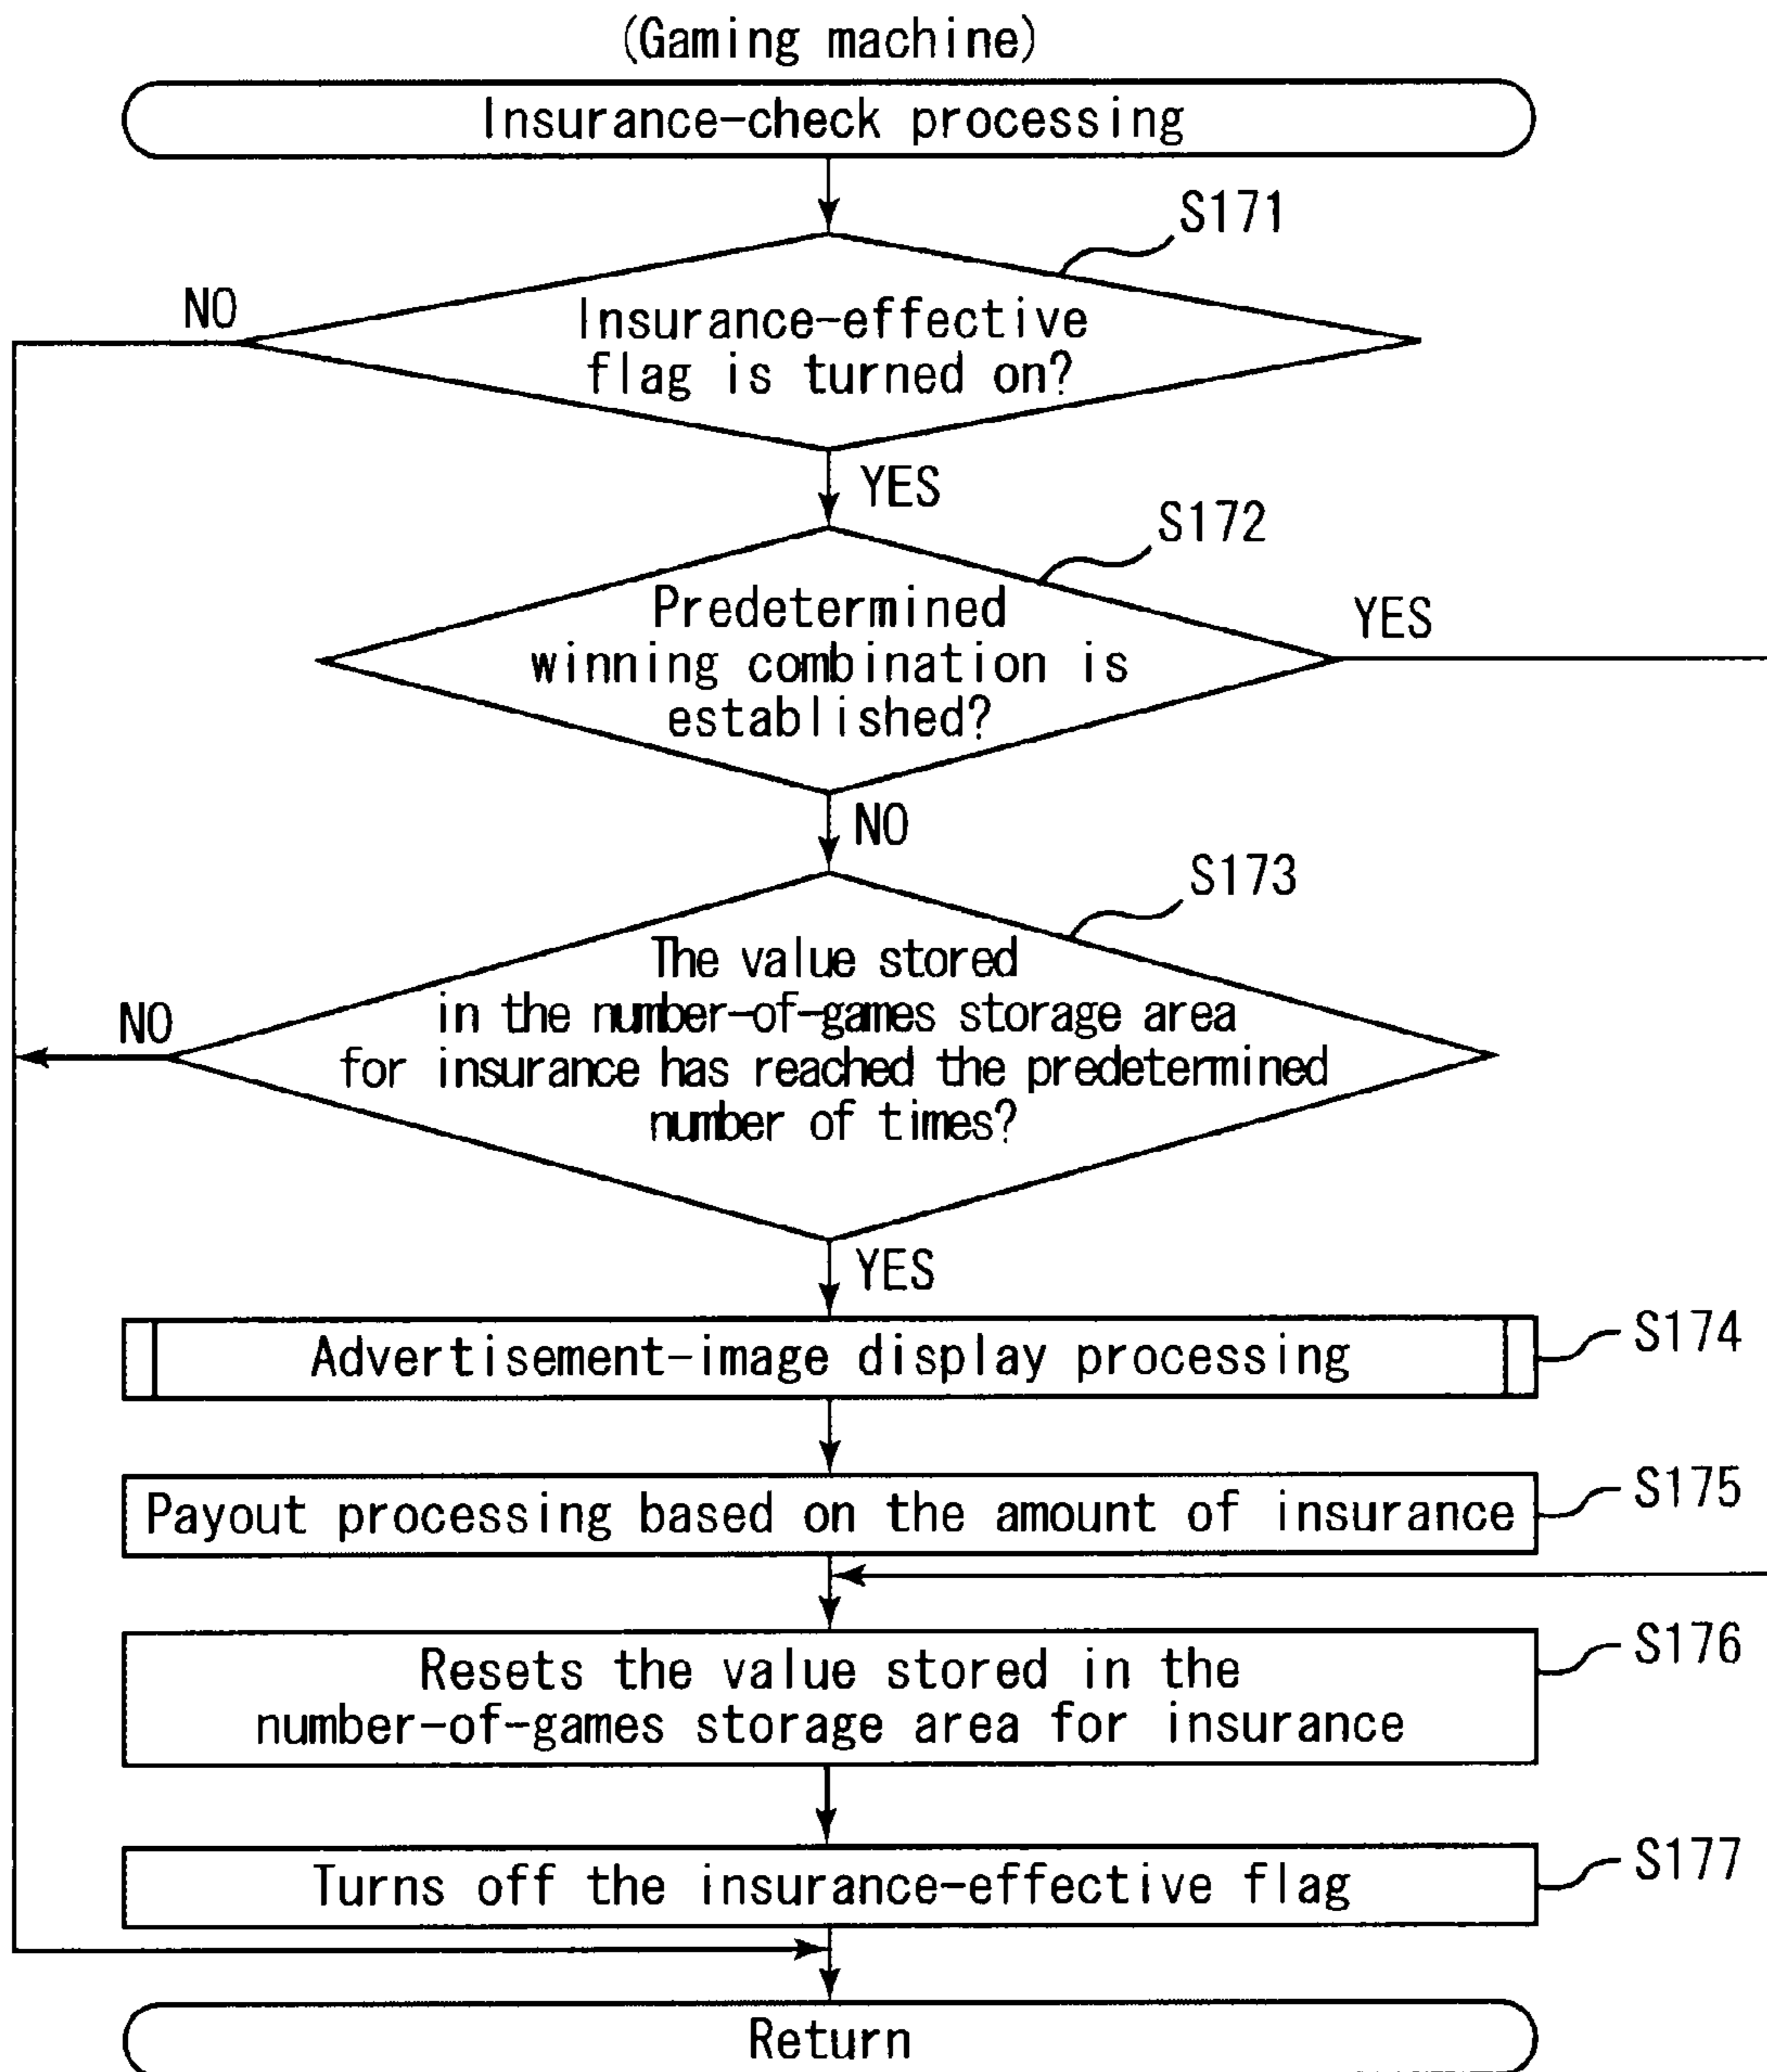 (Gaming machine)
Insurance-check processing
S171
NO
Insurance-effective
flag is turned on?
YES
S172
Predetermined
winning combination is
established?
YES
NO
S173
The value stored
in the number-of-games storage area
for insurance has reached the predetermined
number of times?
NO
YES
Advertisement-image display processing
S174
Payout processing based on the amount of insurance
S175
Resets the value stored in the
number-of-games storage area for insurance
S176
Turns off the insurance-effective flag
S177
Return